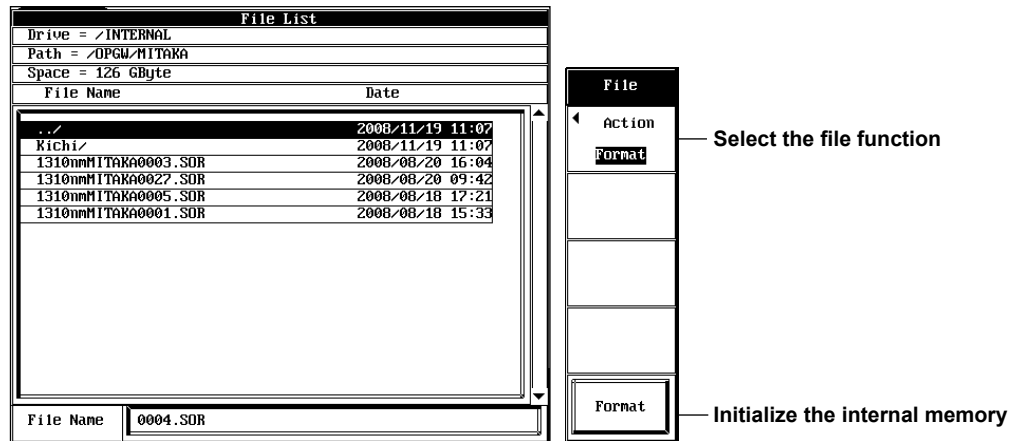 File List
Drive = /INTERNAL
Path = /OPGW/MITAKA
Space = 126 GByte
File Name Date
../ 2008/11/19 11:07
Kichi/ 2008/11/19 11:07
1310nmMITAKA0003.SOR 2008/08/20 16:04
1310nmMITAKA0027.SOR 2008/08/20 09:42
1310nmMITAKA0005.SOR 2008/08/18 17:21
1310nmMITAKA0001.SOR 2008/08/18 15:33
File Name 0004.SOR
File
Action
Format
Select the file function
Format
Initialize the internal memory